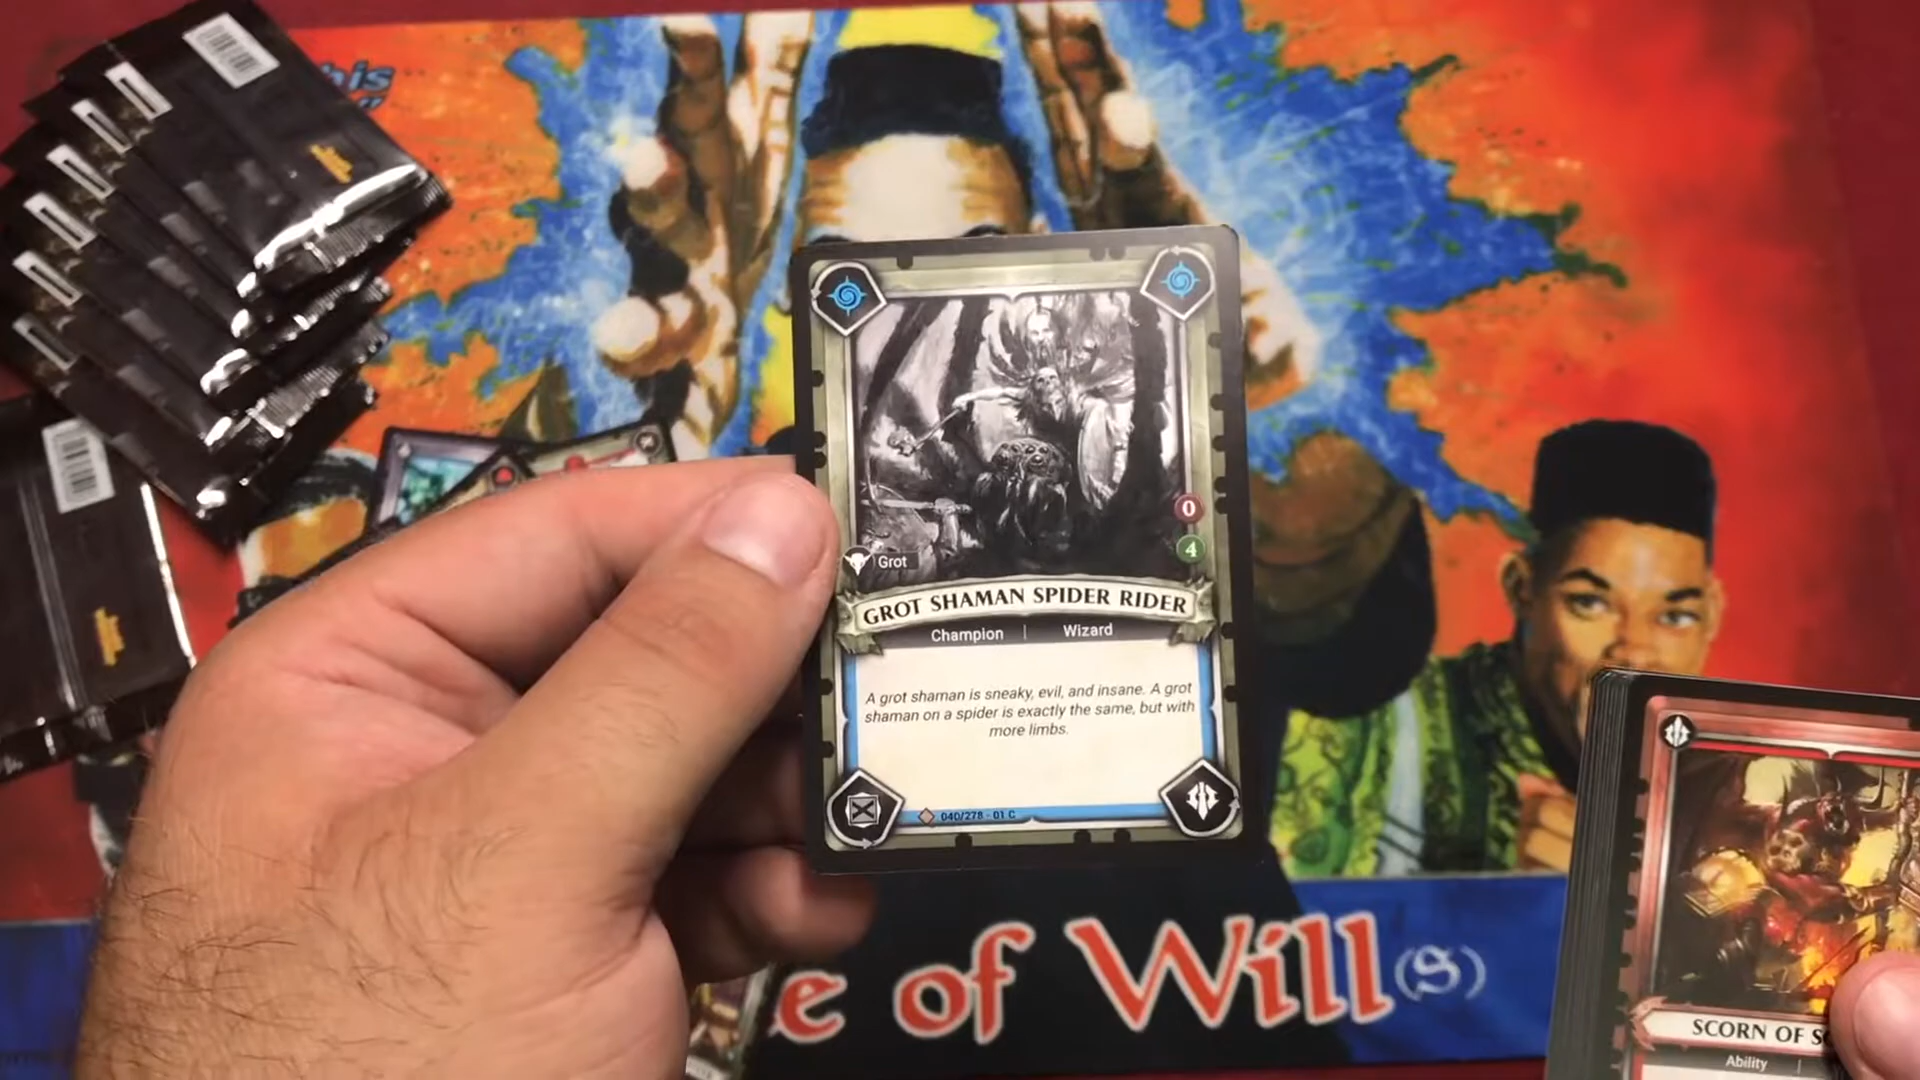 his
0
4
Grot
GROT SHAMAN SPIDER RIDER
Champion | Wizard
A grot shaman is sneaky, evil, and insane. A grot
shaman on a spider is exactly the same, but with
more limbs.
040/278 - 01 C
SCORN OF S
Ability |
e of Will(s)